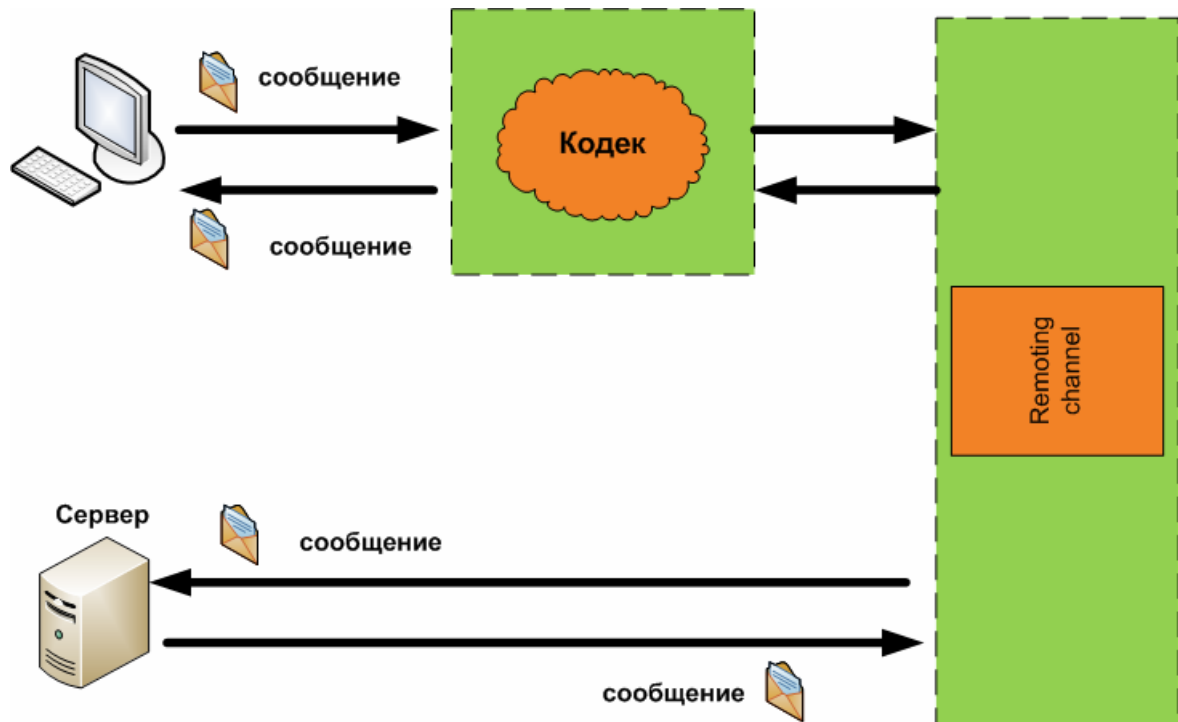 сообщение
Кодек
сообщение
Remoting
channel
Сервер
сообщение
сообщение